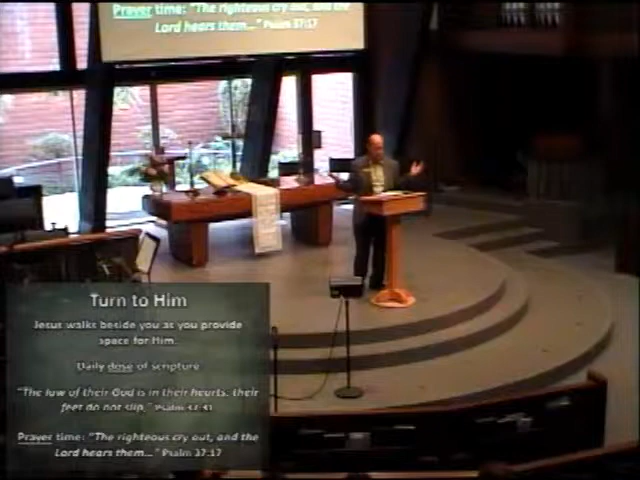 Prayer time: "The righteous cry out, and the
Lord hears them..." Psalm 37:17
Turn to Him
Jesus walks beside you as you provide
space for Him.
Daily dose of scripture
"The law of their God is in their hearts; their
feet do not slip." Psalm 37:31
Prayer time: "The righteous cry out, and the
Lord hears them..." Psalm 37:17